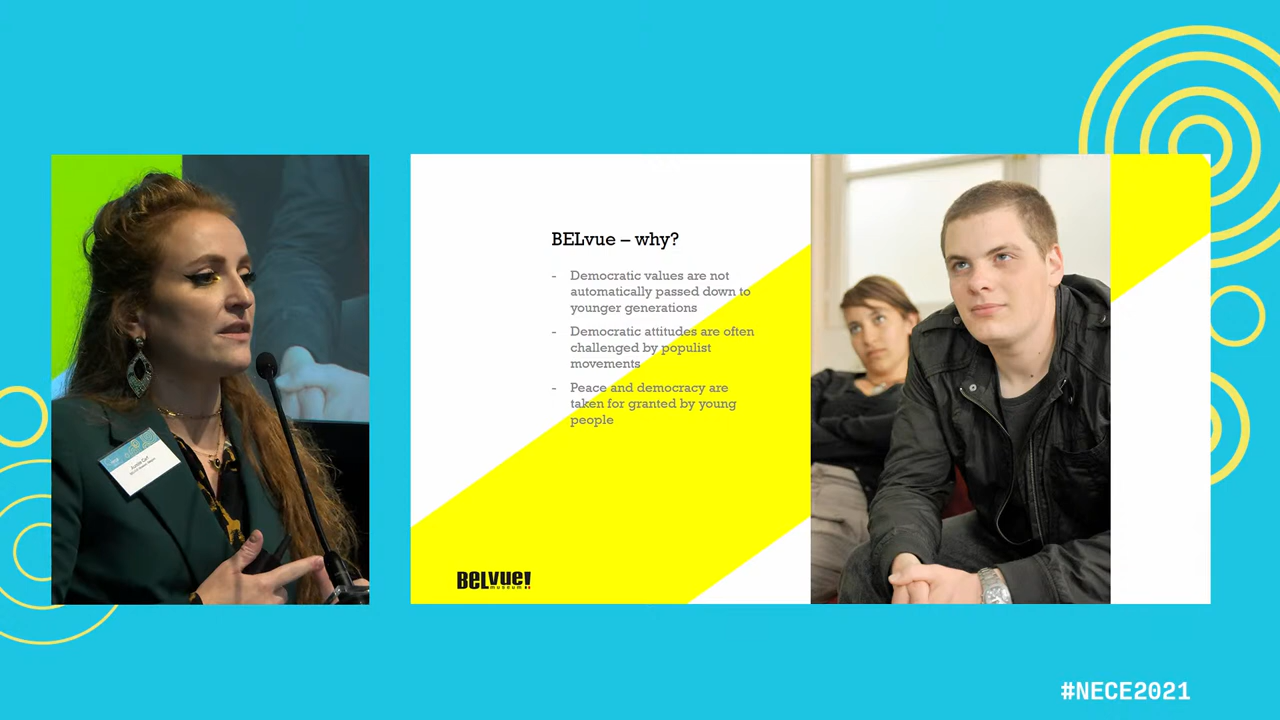 BELvue – why?
- Democratic values are not
automatically passed down to
younger generations
- Democratic attitudes are often
challenged by populist
movements
- Peace and democracy are
taken for granted by young
people
BELvue!
museum
#NECE2021